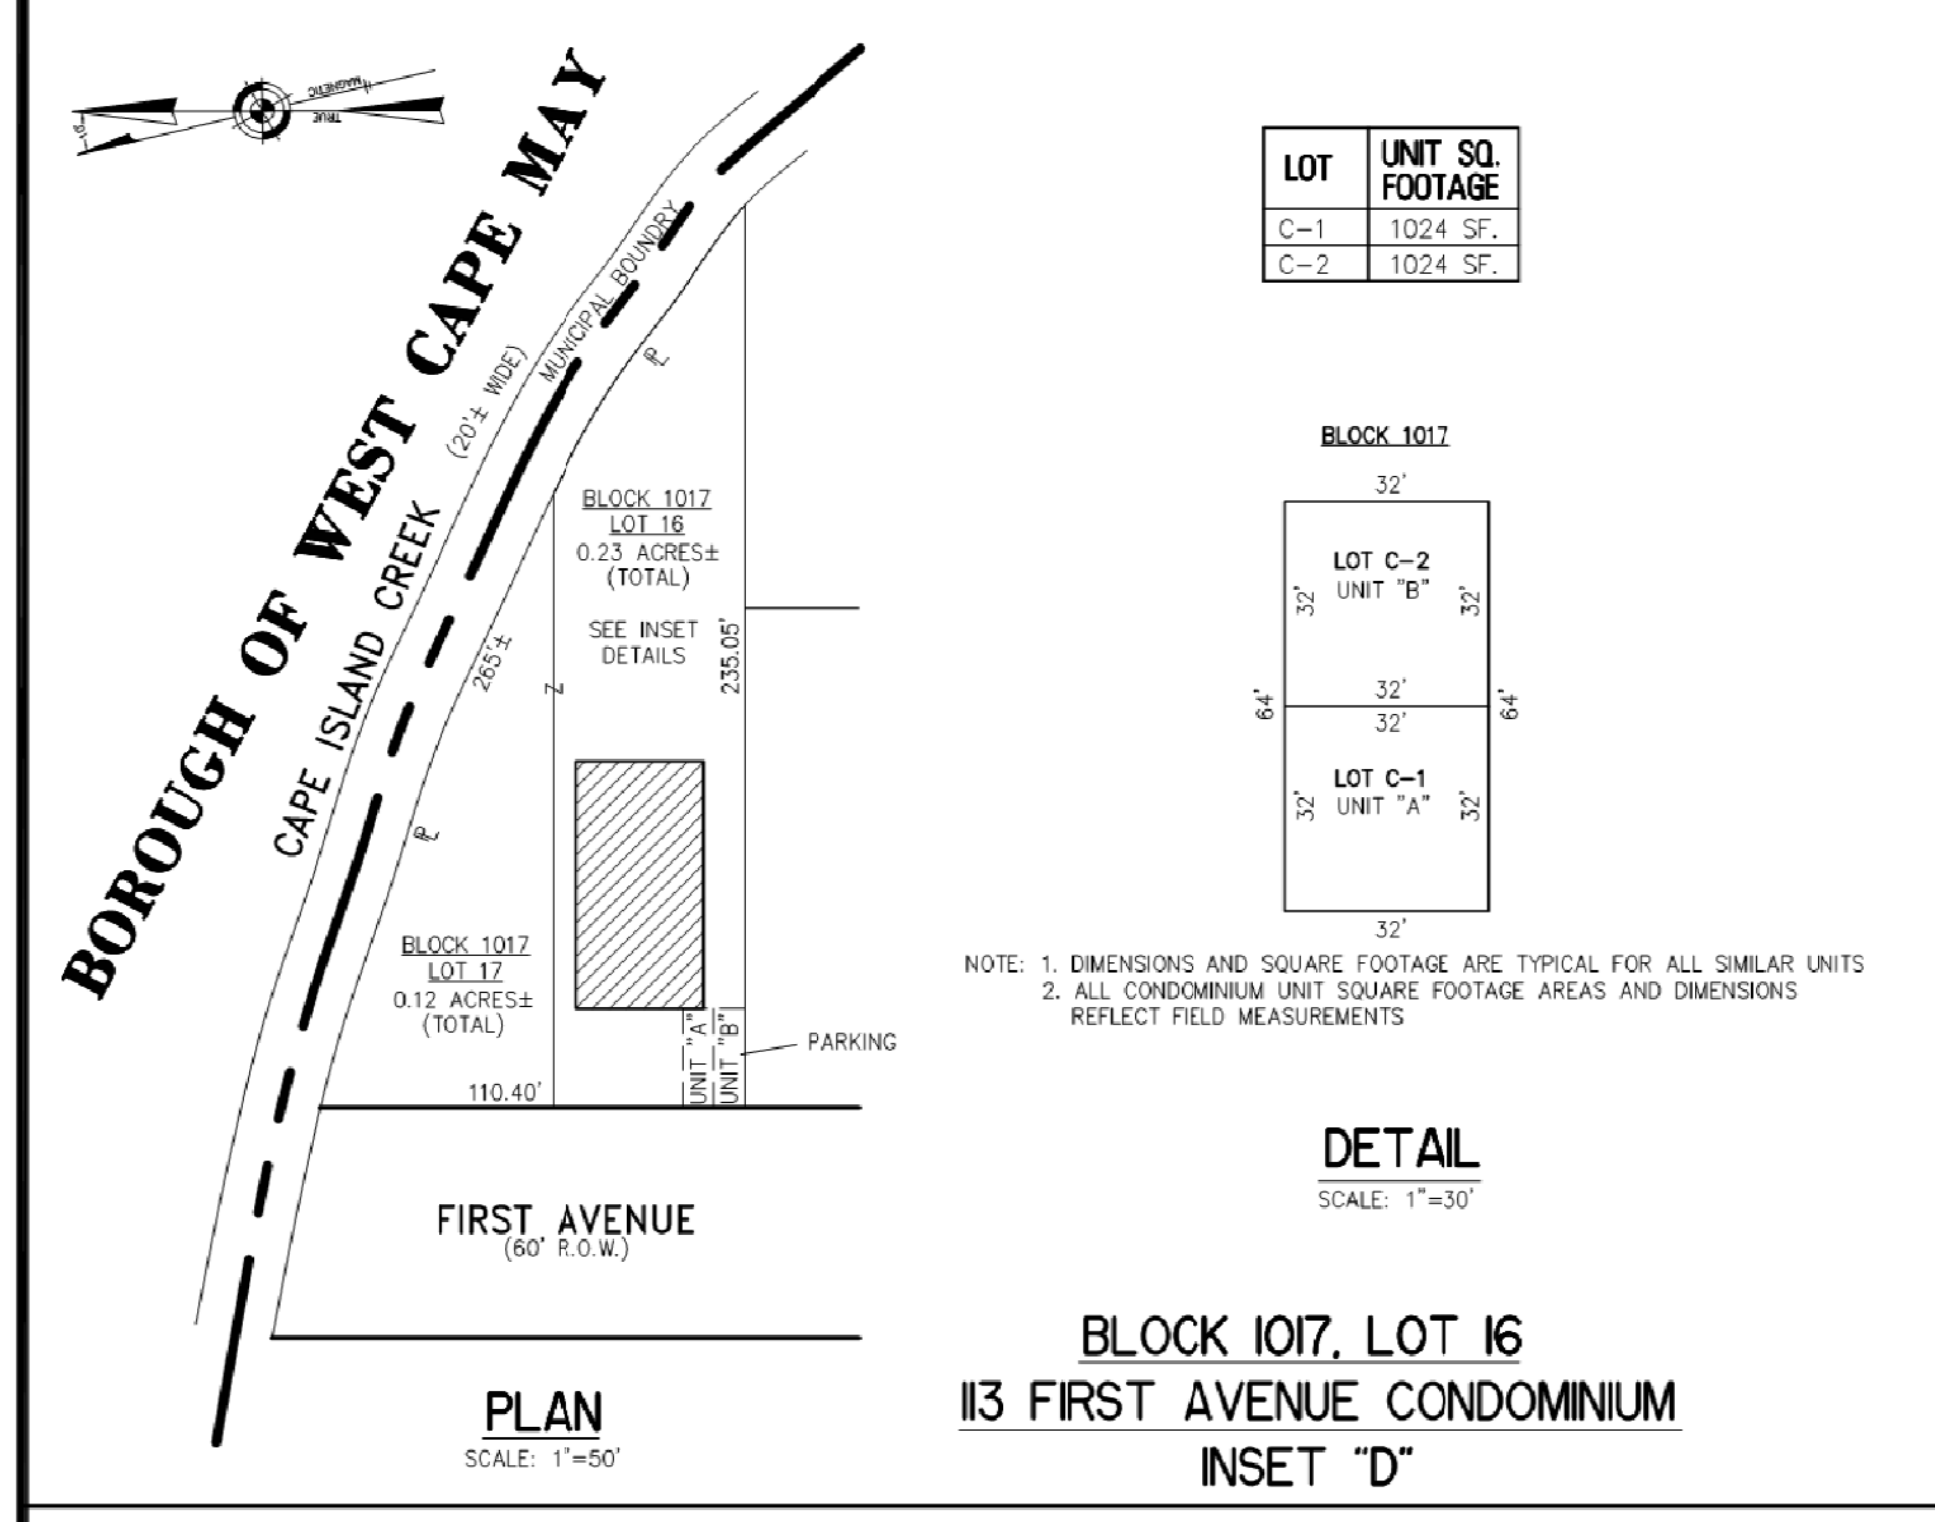 MAGNETIC
TRUE
BOROUGH OF WEST CAPE MAY
CAPE ISLAND CREEK
(20'± WIDE)
MUNICIPAL BOUNDRY
PL
BLOCK 1017
LOT 16
0.23 ACRES±
(TOTAL)
SEE INSET
DETAILS
235.05'
265'±
Z
PL
BLOCK 1017
LOT 17
0.12 ACRES±
(TOTAL)
110.40'
UNIT "A"
UNIT "B"
PARKING
FIRST AVENUE
(60' R.O.W.)
PLAN
SCALE: 1"=50'
LOT UNIT SQ.
FOOTAGE
C-1 1024 SF.
C-2 1024 SF.
BLOCK 1017
32'
LOT C-2
UNIT "B"
32'
32'
32'
64'
64'
32'
LOT C-1
UNIT "A"
32'
32'
32'
NOTE: 1. DIMENSIONS AND SQUARE FOOTAGE ARE TYPICAL FOR ALL SIMILAR UNITS
2. ALL CONDOMINIUM UNIT SQUARE FOOTAGE AREAS AND DIMENSIONS
REFLECT FIELD MEASUREMENTS
DETAIL
SCALE: 1"=30'
BLOCK 1017, LOT 16
113 FIRST AVENUE CONDOMINIUM
INSET "D"